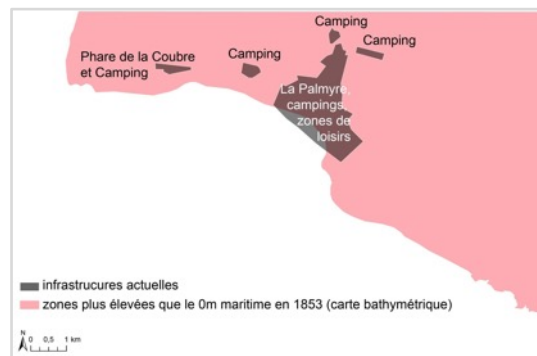 Camping
Phare de la Coubre
et Camping
Camping
Camping
La Palmyre,
campings,
zones de
loisirs
infrastrucures actuelles
zones plus élevées que le 0m maritime en 1853 (carte bathymétrique)
N
0 0,5 1 km